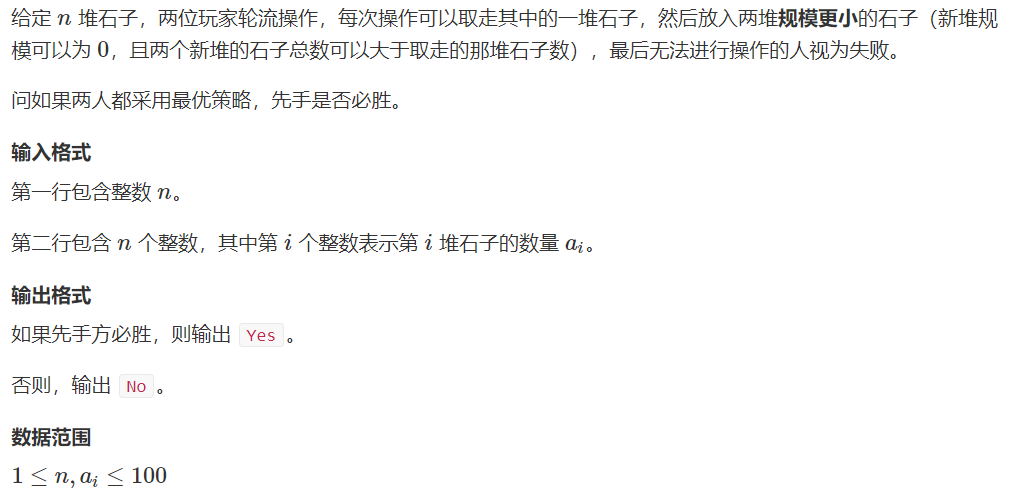 给定 n 堆石子，两位玩家轮流操作，每次操作可以取走其中的一堆石子，然后放入两堆规模更小的石子（新堆规
模可以为 0，且两个新堆的石子总数可以大于取走的那堆石子数），最后无法进行操作的人视为失败。
问如果两人都采用最优策略，先手是否必胜。
输入格式
第一行包含整数 n。
第二行包含 n 个整数，其中第 i 个整数表示第 i 堆石子的数量 a_i。
输出格式
如果先手方必胜，则输出 Yes 。
否则，输出 No 。
数据范围
1 ≤ n, a_i ≤ 100